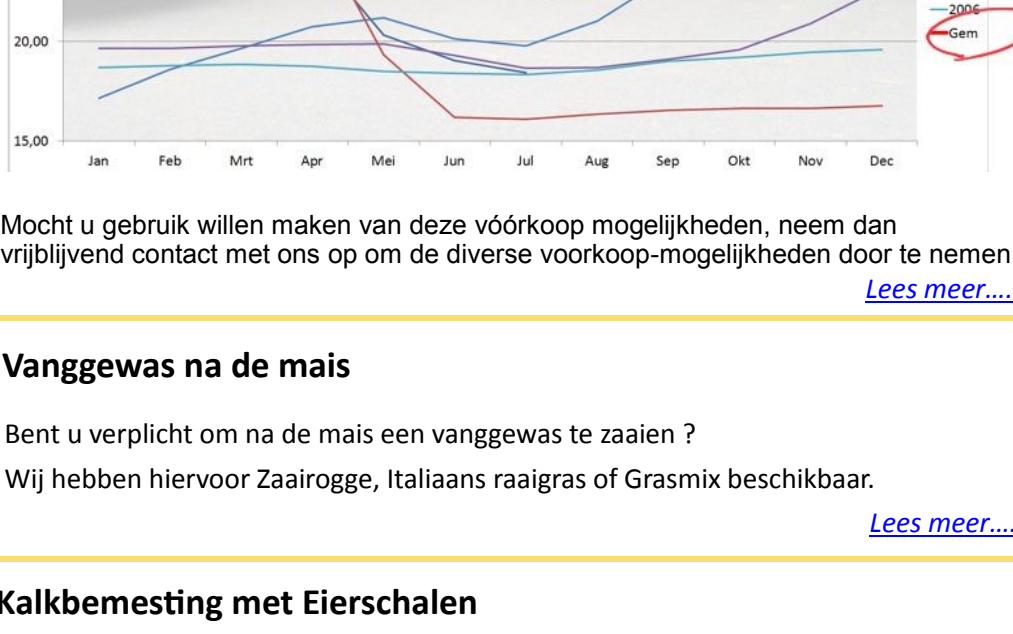 2006
20,00
Gem
15,00
Jan Feb Mrt Apr Mei Jun Jul Aug Sep Okt Nov Dec
Mocht u gebruik willen maken van deze vóórkoop mogelijkheden, neem dan
vrijblijvend contact met ons op om de diverse voorkoop-mogelijkheden door te nemen
Lees meer....
Vanggewas na de mais
Bent u verplicht om na de mais een vanggewas te zaaien ?
Wij hebben hiervoor Zaairogge, Italiaans raaigras of Grasmix beschikbaar.
Lees meer....
Kalkbemesting met Eierschalen